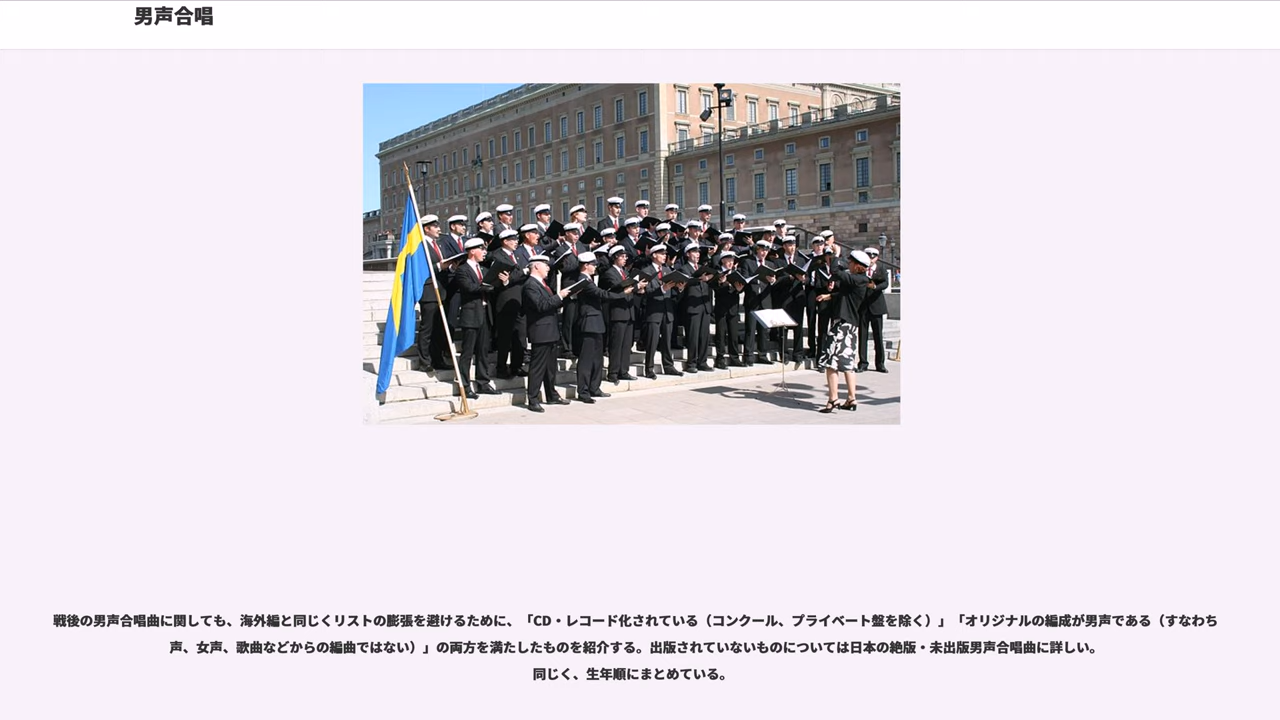 男声合唱
戦後の男声合唱曲に関しても、海外編と同じくリストの膨張を避けるために、「CD・レコード化されている（コンクール、プライベート盤を除く）」「オリジナルの編成が男声である（すなわち
声、女声、歌曲などからの編曲ではない）」の両方を満たしたものを紹介する。出版されていないものについては日本の絶版・未出版男声合唱曲に詳しい。
同じく、生年順にまとめている。